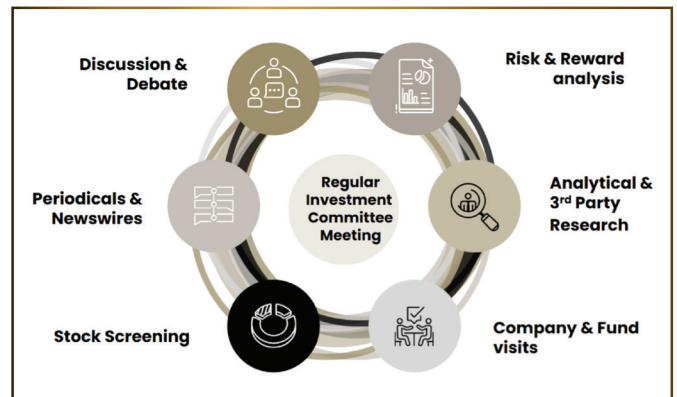 Discussion &
Debate
Risk & Reward
analysis
Periodicals &
Newswires
Regular
Investment
Committee
Meeting
Analytical &
3rd Party
Research
Stock Screening
Company & Fund
visits